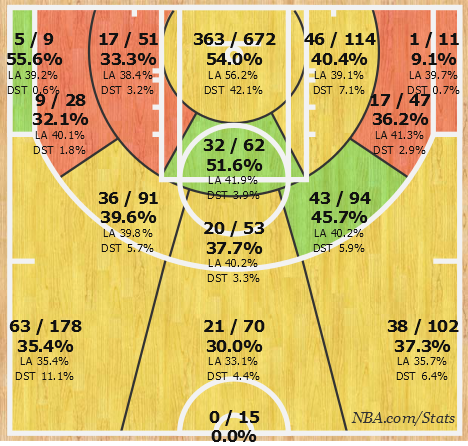 5 / 9
55.6%
LA 39.2%
DST 0.6%
17 / 51
33.3%
LA 38.4%
DST 3.2%
363 / 672
54.0%
LA 56.2%
DST 42.1%
46 / 114
40.4%
LA 39.1%
DST 7.1%
1 / 11
9.1%
LA 39.7%
DST 0.7%
9 / 28
32.1%
LA 40.1%
DST 1.8%
17 / 47
36.2%
LA 41.3%
DST 2.9%
32 / 62
51.6%
LA 41.9%
DST 3.9%
36 / 91
39.6%
LA 39.8%
DST 5.7%
43 / 94
45.7%
LA 40.2%
DST 5.9%
20 / 53
37.7%
LA 40.2%
DST 3.3%
63 / 178
35.4%
LA 35.4%
DST 11.1%
21 / 70
30.0%
LA 33.1%
DST 4.4%
38 / 102
37.3%
LA 35.7%
DST 6.4%
0 / 15
0.0%
NBA.com/Stats